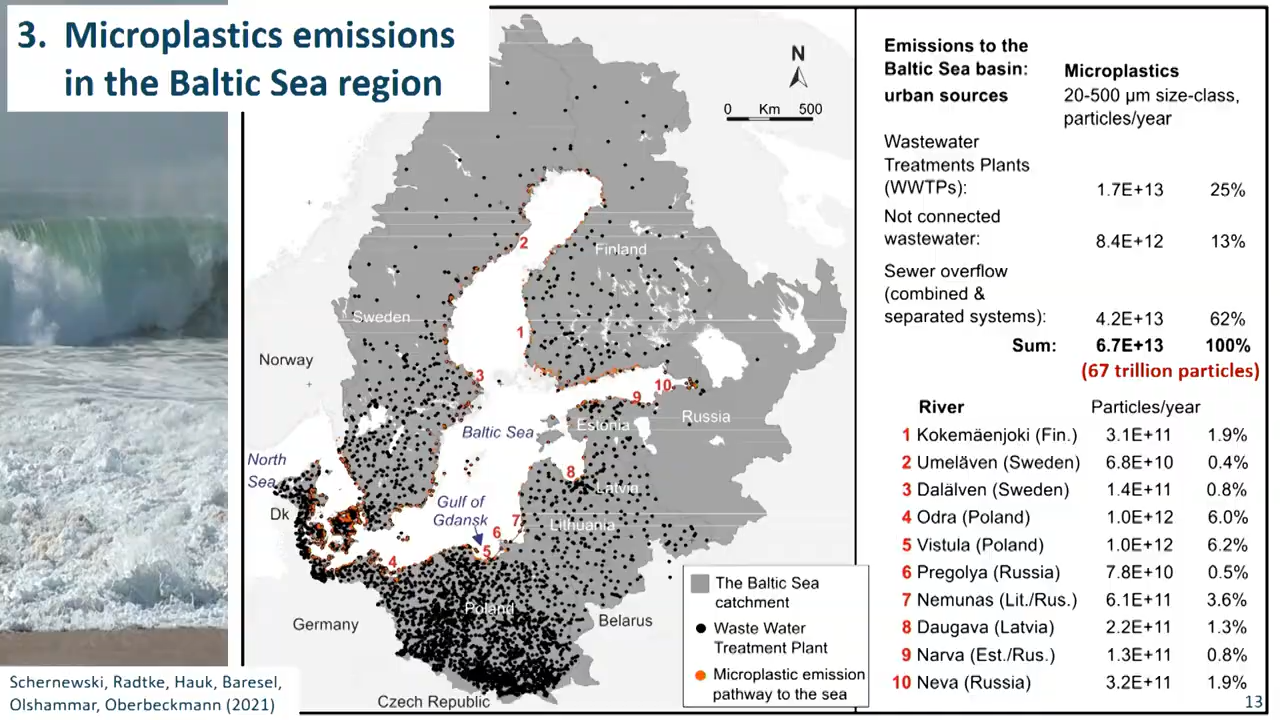 3. Microplastics emissions
in the Baltic Sea region
N
0 Km 500
Finland
Sweden
Norway
Russia
Estonia
Baltic Sea
North
Sea
Latvia
Dk
Gulf of
Gdansk
Lithuania
Poland
Germany
Belarus
Czech Republic
1
2
3
4
5
6
7
8
9
10
The Baltic Sea
catchment
Waste Water
Treatment Plant
Microplastic emission
pathway to the sea
Emissions to the
Baltic Sea basin:
urban sources
Microplastics
20-500 µm size-class,
particles/year
Wastewater
Treatments Plants
(WWTPs): 1.7E+13 25%
Not connected
wastewater: 8.4E+12 13%
Sewer overflow
(combined &
separated systems): 4.2E+13 62%
Sum: 6.7E+13 100%
(67 trillion particles)
River Particles/year
1 Kokemäenjoki (Fin.) 3.1E+11 1.9%
2 Umeläven (Sweden) 6.8E+10 0.4%
3 Dalälven (Sweden) 1.4E+11 0.8%
4 Odra (Poland) 1.0E+12 6.0%
5 Vistula (Poland) 1.0E+12 6.2%
6 Pregolya (Russia) 7.8E+10 0.5%
7 Nemunas (Lit./Rus.) 6.1E+11 3.6%
8 Daugava (Latvia) 2.2E+11 1.3%
9 Narva (Est./Rus.) 1.3E+11 0.8%
10 Neva (Russia) 3.2E+11 1.9%
Schernewski, Radtke, Hauk, Baresel,
Olshammar, Oberbeckmann (2021)
13